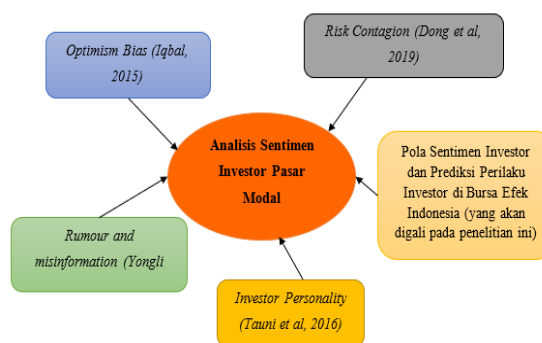 Optimism Bias (Iqbal,
2015)
Risk Contagion (Dong et al,
2019)
Analisis Sentimen
Investor Pasar
Modal
Pola Sentimen Investor
dan Prediksi Perilaku
Investor di Bursa Efek
Indonesia (yang akan
digali pada penelitian ini)
Rumour and
misinformation (Yongli
Investor Personality
(Tauni et al, 2016)